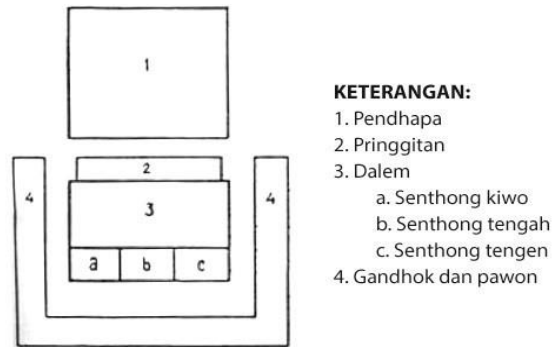 1
2
4
3
4
a
b
c
KETERANGAN:
1. Pendhapa
2. Pringgitan
3. Dalem
a. Senthong kiwo
b. Senthong tengah
c. Senthong tengen
4. Gandhok dan pawon